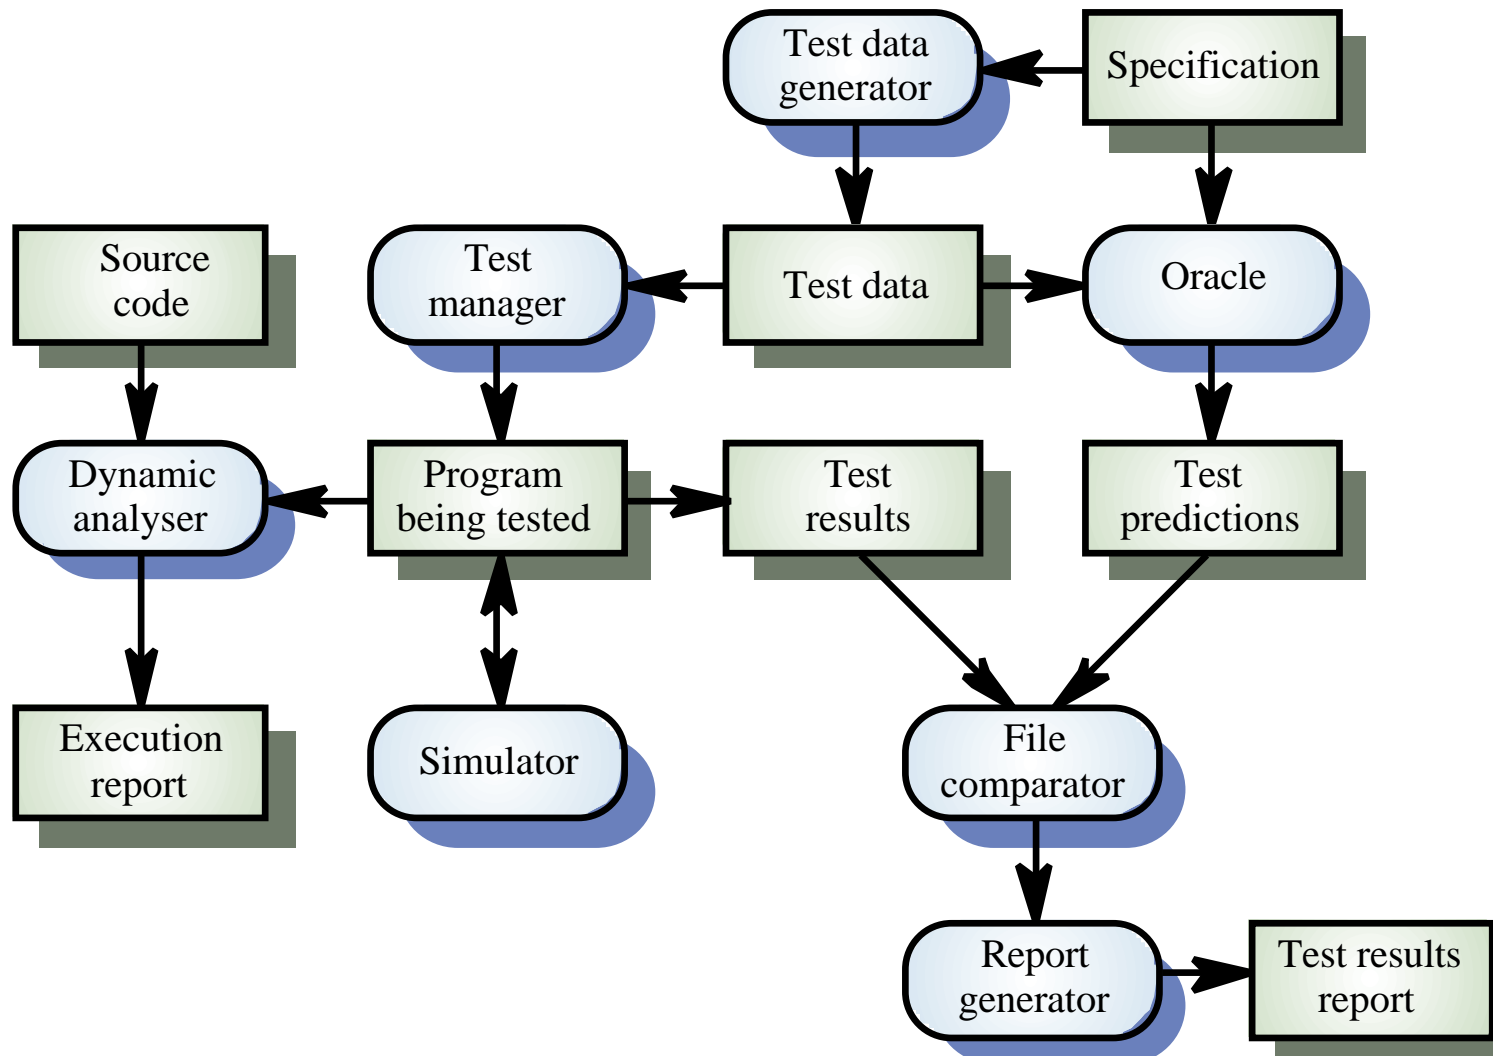 Test data
generator
Specification
Source
code
Test
manager
Test data
Oracle
Dynamic
analyser
Program
being tested
Test
results
Test
predictions
Execution
report
Simulator
File
comparator
Report
generator
Test results
report